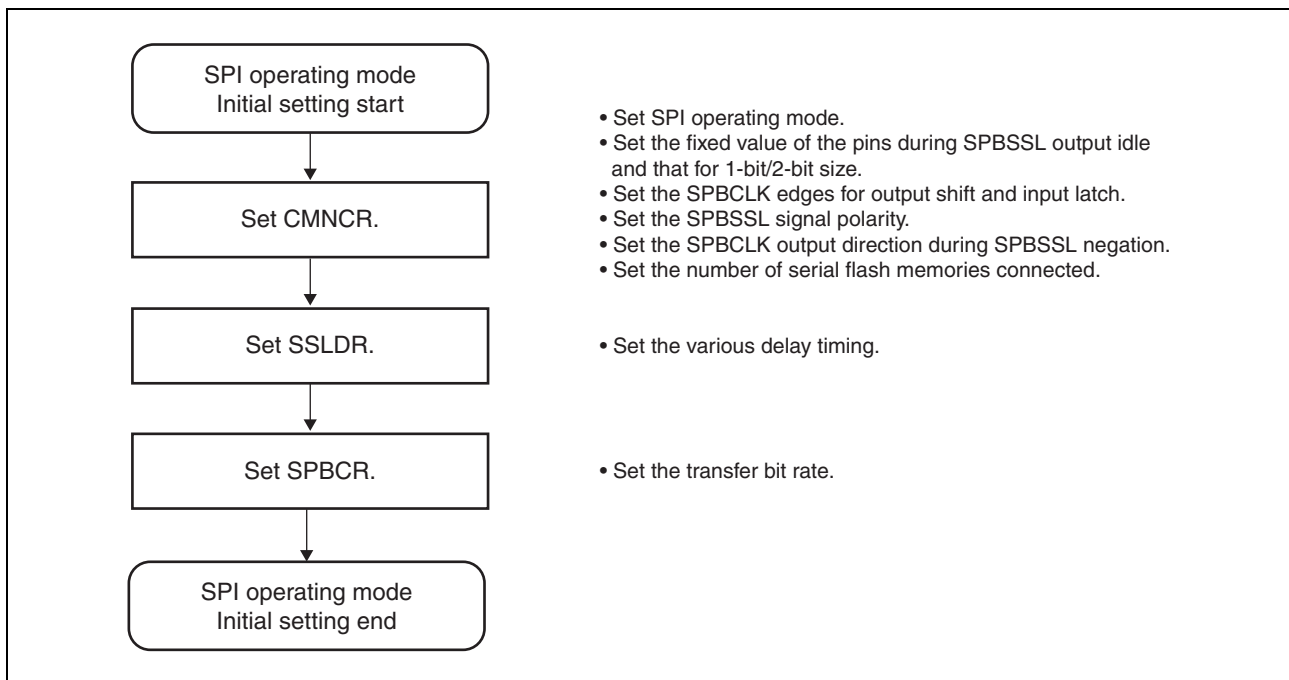 SPI operating mode
Initial setting start
• Set SPI operating mode.
• Set the fixed value of the pins during SPBSSL output idle
and that for 1-bit/2-bit size.
• Set the SPBCLK edges for output shift and input latch.
• Set the SPBSSL signal polarity.
• Set the SPBCLK output direction during SPBSSL negation.
• Set the number of serial flash memories connected.
Set CMNCR.
Set SSLDR.
• Set the various delay timing.
Set SPBCR.
• Set the transfer bit rate.
SPI operating mode
Initial setting end